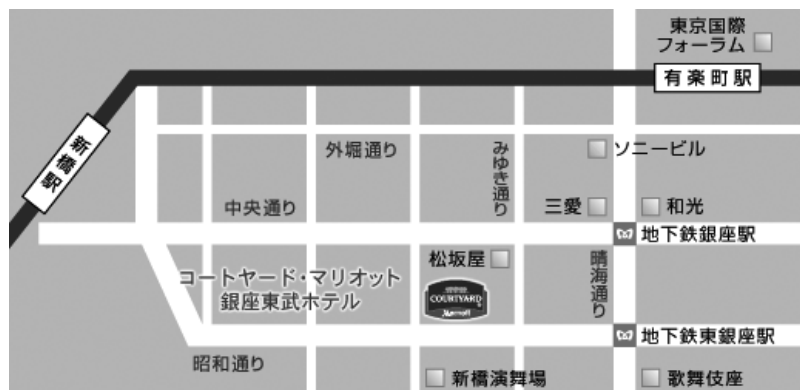 東京国際
フォーラム
有楽町駅
新橋駅
外堀通り
みゆき通り
ソニービル
中央通り
三愛
和光
地下鉄銀座駅
松坂屋
晴海通り
コートヤード・マリオット
銀座東武ホテル
COURTYARD
Marriott
地下鉄東銀座駅
昭和通り
新橋演舞場
歌舞伎座